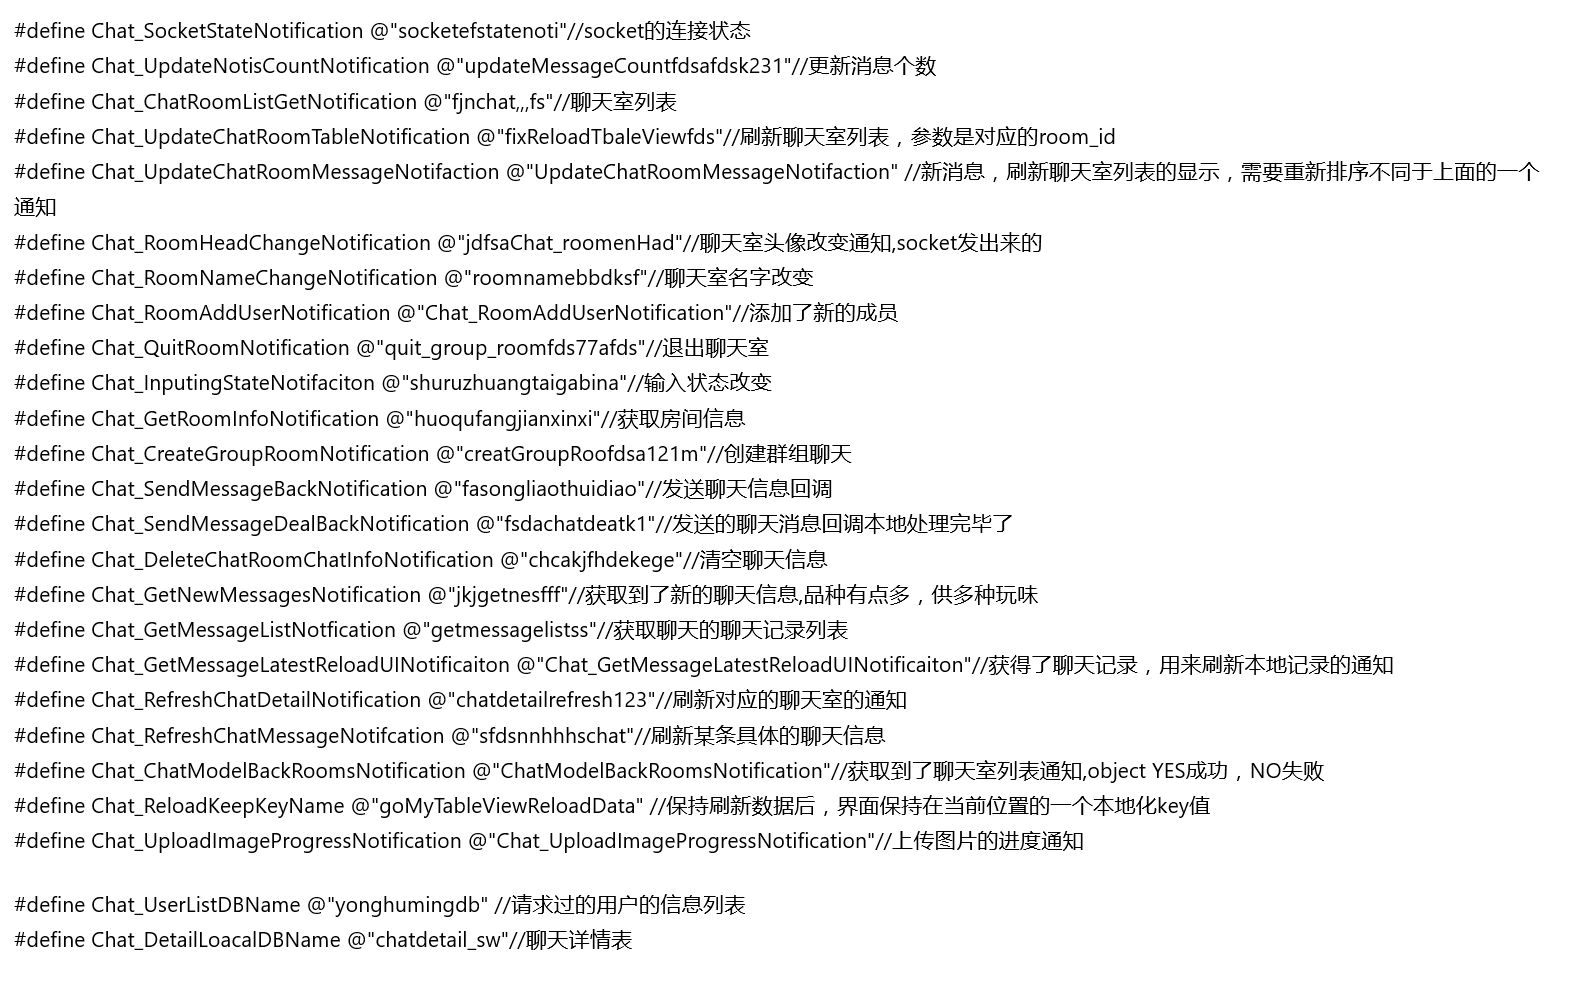 #define Chat_SocketStateNotification @"socketefstatenoti"//socket的连接状态
#define Chat_UpdateNotisCountNotification @"updateMessageCountfdsafdsk231"//更新消息个数
#define Chat_ChatRoomListGetNotification @"fjnchat,,,fs"//聊天室列表
#define Chat_UpdateChatRoomTableNotification @"fixReloadTbaleViewfds"//刷新聊天室列表，参数是对应的room_id
#define Chat_UpdateChatRoomMessageNotifaction @"UpdateChatRoomMessageNotifaction" //新消息，刷新聊天室列表的显示，需要重新排序不同于上面的一个
通知
#define Chat_RoomHeadChangeNotification @"jdfsaChat_roomenHad"//聊天室头像改变通知,socket发出来的
#define Chat_RoomNameChangeNotification @"roomnamebbdksf"//聊天室名字改变
#define Chat_RoomAddUserNotification @"Chat_RoomAddUserNotification"//添加了新的成员
#define Chat_QuitRoomNotification @"quit_group_roomfds77afds"//退出聊天室
#define Chat_InputingStateNotifaciton @"shuruzhuangtaigabina"//输入状态改变
#define Chat_GetRoomInfoNotification @"huoqufangjianxinxi"//获取房间信息
#define Chat_CreateGroupRoomNotification @"creatGroupRoofdsa121m"//创建群组聊天
#define Chat_SendMessageBackNotification @"fasongliaothuidiao"//发送聊天信息回调
#define Chat_SendMessageDealBackNotification @"fsdachatdeatk1"//发送的聊天消息回调本地处理完毕了
#define Chat_DeleteChatRoomChatInfoNotification @"chcakjfhdekege"//清空聊天信息
#define Chat_GetNewMessagesNotification @"jkjgetnesfff"//获取到了新的聊天信息,品种有点多，供多种玩味
#define Chat_GetMessageListNotfication @"getmessagelistss"//获取聊天的聊天记录列表
#define Chat_GetMessageLatestReloadUINotificaiton @"Chat_GetMessageLatestReloadUINotificaiton"//获得了聊天记录，用来刷新本地记录的通知
#define Chat_RefreshChatDetailNotification @"chatdetailrefresh123"//刷新对应的聊天室的通知
#define Chat_RefreshChatMessageNotifcation @"sfdsnnhhhschat"//刷新某条具体的聊天信息
#define Chat_ChatModelBackRoomsNotification @"ChatModelBackRoomsNotification"//获取到了聊天室列表通知,object YES成功，NO失败
#define Chat_ReloadKeepKeyName @"goMyTableViewReloadData" //保持刷新数据后，界面保持在当前位置的一个本地化key值
#define Chat_UploadImageProgressNotification @"Chat_UploadImageProgressNotification"//上传图片的进度通知
#define Chat_UserListDBName @"yonghumingdb" //请求过的用户的信息列表
#define Chat_DetailLoacalDBName @"chatdetail_sw"//聊天详情表